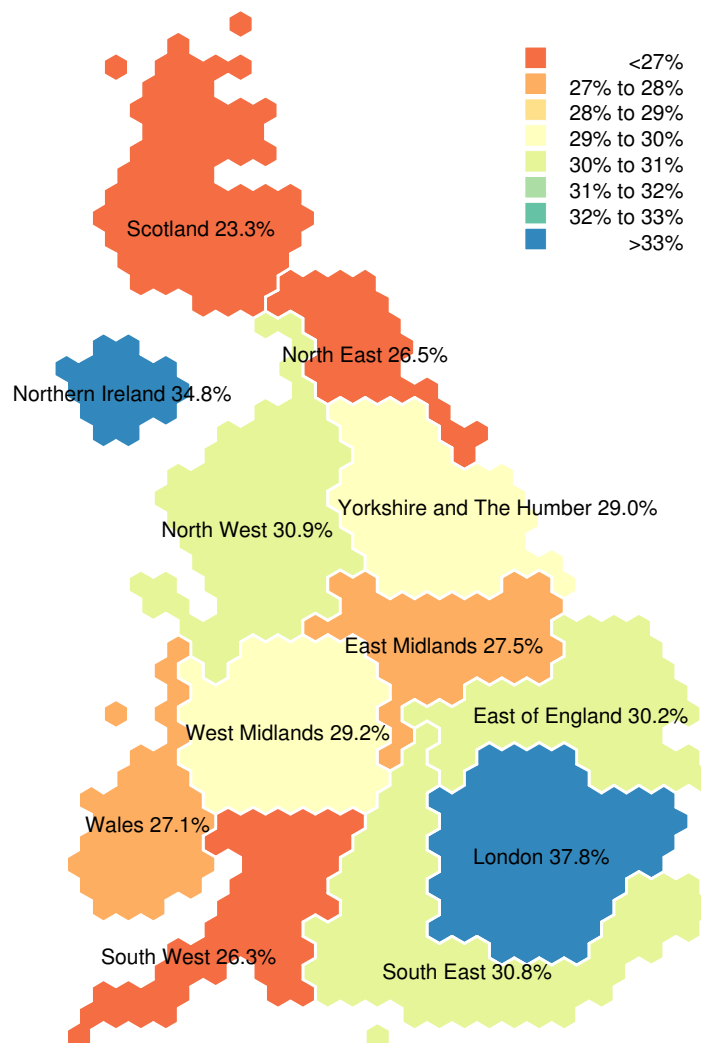 <27%
27% to 28%
28% to 29%
29% to 30%
30% to 31%
31% to 32%
32% to 33%
>33%
Scotland 23.3%
North East 26.5%
Northern Ireland 34.8%
Yorkshire and The Humber 29.0%
North West 30.9%
East Midlands 27.5%
East of England 30.2%
West Midlands 29.2%
Wales 27.1%
London 37.8%
South West 26.3%
South East 30.8%